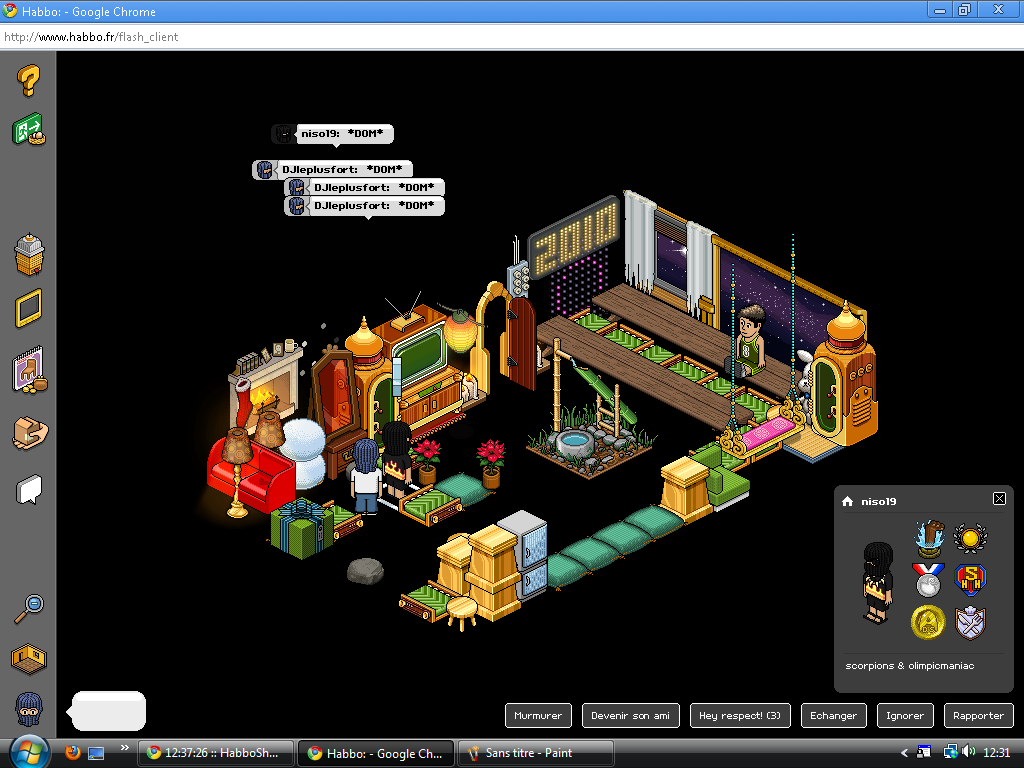 Habbo: - Google Chrome
http://www.habbo.fr/flash_client
niso19: *DOM*
DJleplusfort: *DOM*
DJleplusfort: *DOM*
DJleplusfort: *DOM*
2010
8
niso19
S
H H
DJs
scorpions & olimpicmaniac
Murmurer
Devenir son ami
Hey respect! (3)
Echanger
Ignorer
Rapporter
12:37:26 :: HabboSh...
Habbo: - Google Ch...
Sans titre - Paint
12:31